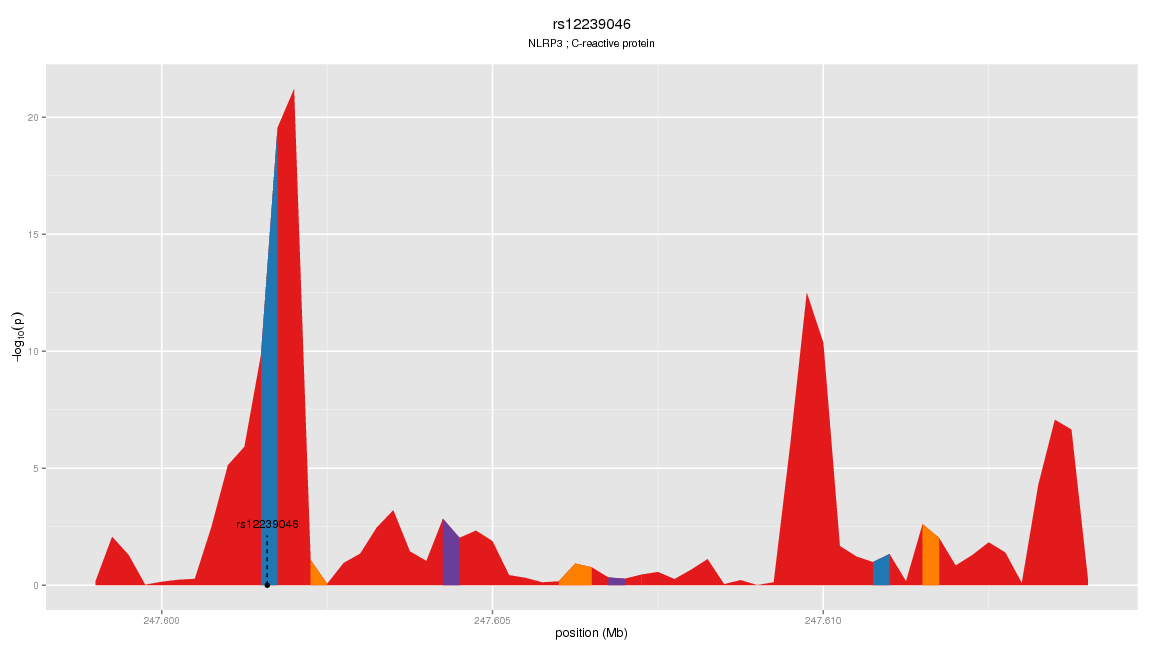 rs12239046
NLRP3 ; C-reactive protein
20
15
10
5
0
−log10(p)
rs12239046
247.600
247.605
247.610
position (Mb)